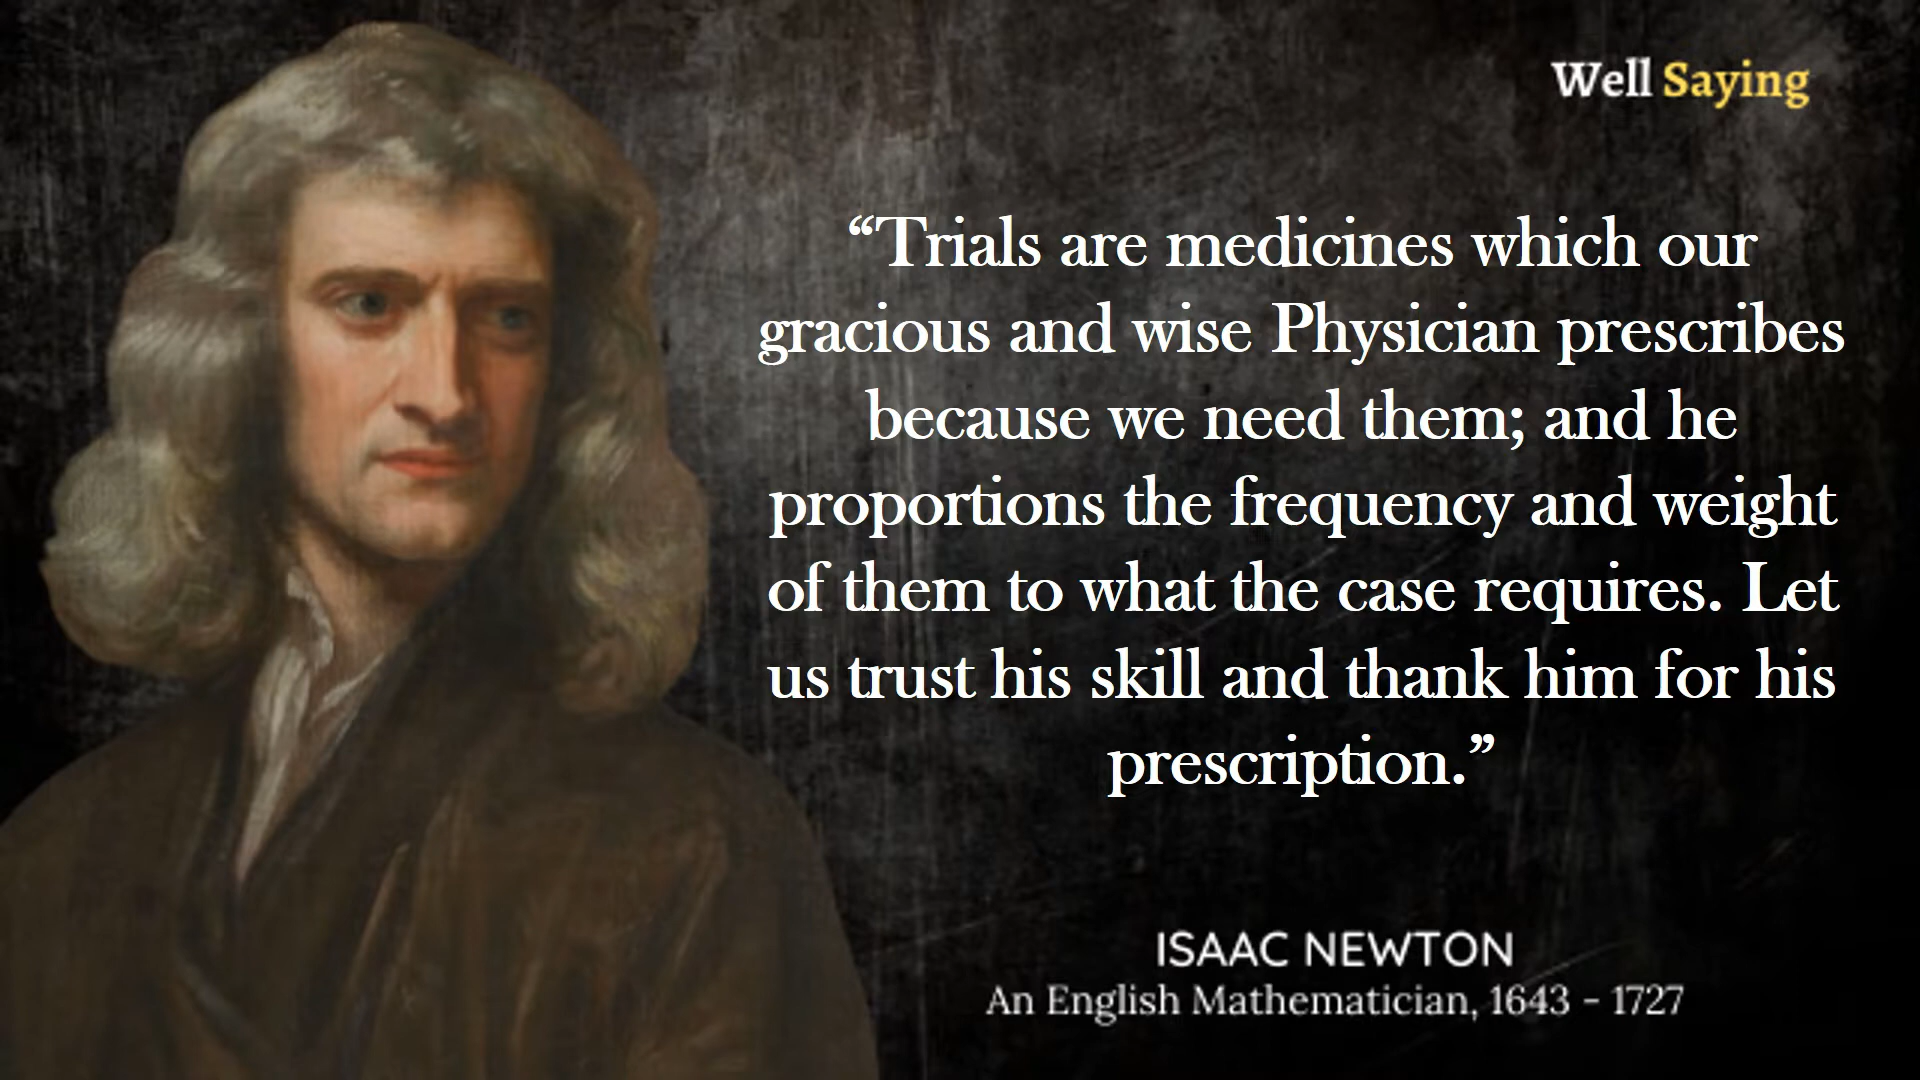 Well Saying
“Trials are medicines which our
gracious and wise Physician prescribes
because we need them; and he
proportions the frequency and weight
of them to what the case requires. Let
us trust his skill and thank him for his
prescription.”
ISAAC NEWTON
An English Mathematician, 1643 - 1727